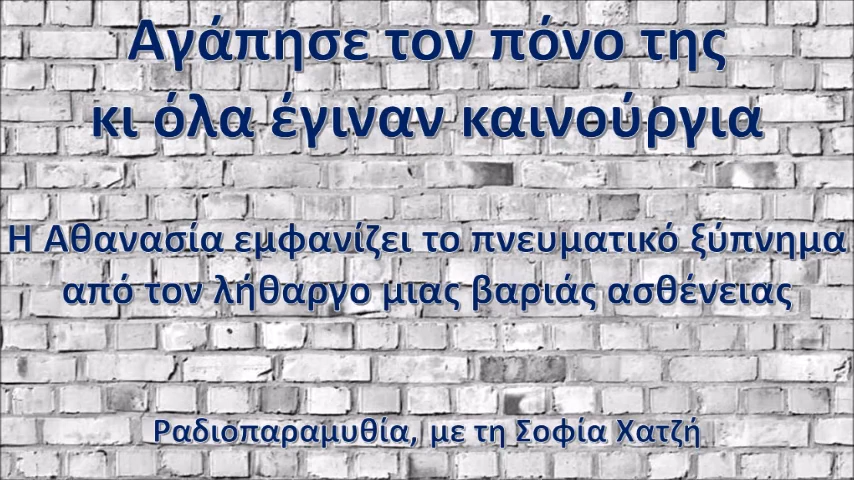 Αγάπησε τον πόνο της
κι όλα έγιναν καινούργια
Η Αθανασία εμφανίζει το πνευματικό ξύπνημα
από τον λήθαργο μιας βαριάς ασθένειας
Ραδιοπαραμυθία, με τη Σοφία Χατζή